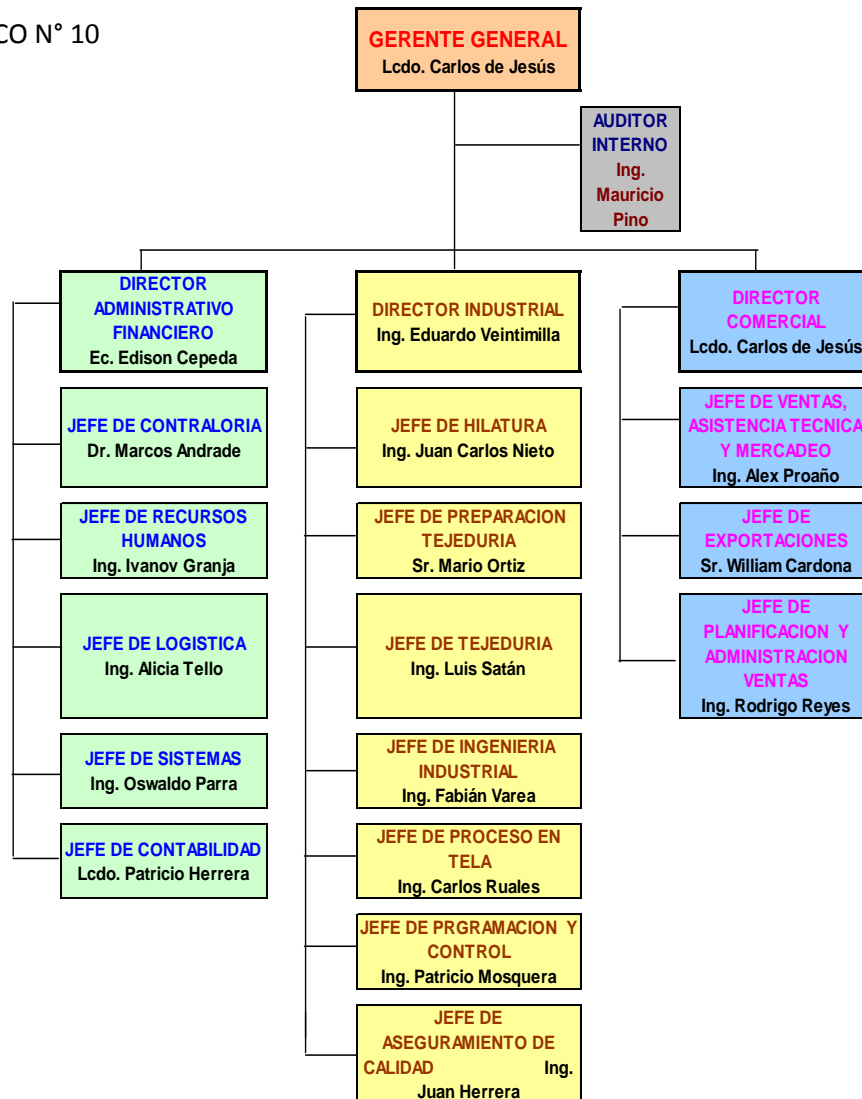 CO N° 10
GERENTE GENERAL
Lcdo. Carlos de Jesús
AUDITOR
INTERNO
Ing.
Mauricio
Pino
DIRECTOR
ADMINISTRATIVO
FINANCIERO
Ec. Edison Cepeda
JEFE DE CONTRALORIA
Dr. Marcos Andrade
JEFE DE RECURSOS
HUMANOS
Ing. Ivanov Granja
JEFE DE LOGISTICA
Ing. Alicia Tello
JEFE DE SISTEMAS
Ing. Oswaldo Parra
JEFE DE CONTABILIDAD
Lcdo. Patricio Herrera
DIRECTOR INDUSTRIAL
Ing. Eduardo Veintimilla
JEFE DE HILATURA
Ing. Juan Carlos Nieto
JEFE DE PREPARACION
TEJEDURIA
Sr. Mario Ortiz
JEFE DE TEJEDURIA
Ing. Luis Satán
JEFE DE INGENIERIA
INDUSTRIAL
Ing. Fabián Varea
JEFE DE PROCESO EN
TELA
Ing. Carlos Ruales
JEFE DE PRGRAMACION Y
CONTROL
Ing. Patricio Mosquera
JEFE DE
ASEGURAMIENTO DE
CALIDAD Ing.
Juan Herrera
DIRECTOR
COMERCIAL
Lcdo. Carlos de Jesús
JEFE DE VENTAS,
ASISTENCIA TECNICA
Y MERCADEO
Ing. Alex Proaño
JEFE DE
EXPORTACIONES
Sr. William Cardona
JEFE DE
PLANIFICACION Y
ADMINISTRACION
VENTAS
Ing. Rodrigo Reyes